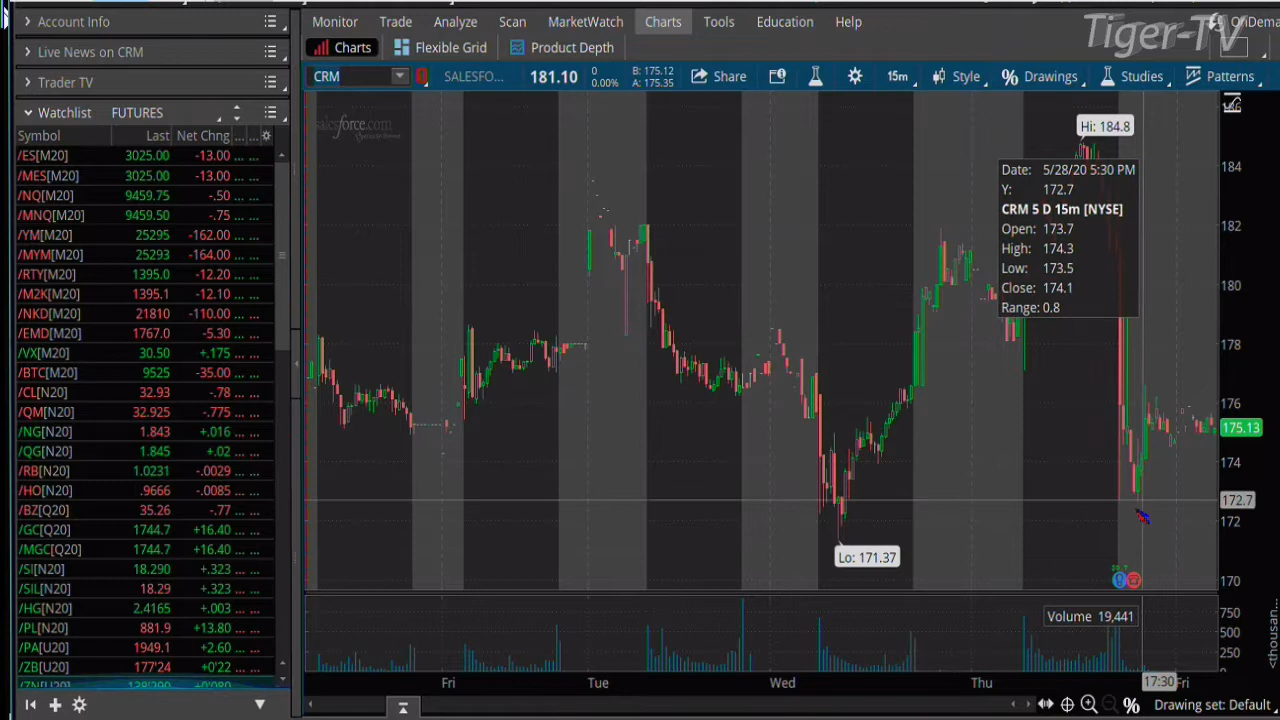 Account Info
Live News on CRM
Trader TV
Watchlist FUTURES
Symbol Last Net Chng ... ...
/ES[M20] 3025.00 -13.00 ... ...
/MES[M20] 3025.00 -13.00 ... ...
/NQ[M20] 9459.75 -.50 ... ...
/MNQ[M20] 9459.50 -.75 ... ...
/YM[M20] 25295 -162.00 ... ...
/MYM[M20] 25293 -164.00 ... ...
/RTY[M20] 1395.0 -12.20 ... ...
/M2K[M20] 1395.1 -12.10 ... ...
/NKD[M20] 21810 -110.00 ... ...
/EMD[M20] 1767.0 -5.30 ... ...
/VX[M20] 30.50 +.175 ... ...
/BTC[M20] 9525 -35.00 ... ...
/CL[N20] 32.93 -.78 ... ...
/QM[N20] 32.925 -.775 ... ...
/NG[N20] 1.843 +.016 ... ...
/QG[N20] 1.845 +.02 ... ...
/RB[N20] 1.0231 -.0029 ... ...
/HO[N20] .9666 -.0085 ... ...
/BZ[Q20] 35.26 -.77 ... ...
/GC[Q20] 1744.7 +16.40 ... ...
/MGC[Q20] 1744.7 +16.40 ... ...
/SI[N20] 18.290 +.323 ... ...
/SIL[N20] 18.29 +.323 ... ...
/HG[N20] 2.4165 +.003 ... ...
/PL[N20] 881.9 +13.80 ... ...
/PA[U20] 1949.1 +2.60 ... ...
/ZB[U20] 177'24 +0'22 ... ...
/ZN[U20] 138'290 +0'080
Monitor Trade Analyze Scan MarketWatch Charts Tools Education Help
Tiger-TV
OnDema
Charts Flexible Grid Product Depth
CRM SALESFO... 181.10 0 B: 175.12 Share 15m Style Drawings Studies Patterns
0.00% A: 175.35
salesforce.com
Hi: 184.8
Date: 5/28/20 5:30 PM
Y: 172.7
CRM 5 D 15m [NYSE]
Open: 173.7
High: 174.3
Low: 173.5
Close: 174.1
Range: 0.8
Lo: 171.37
184
182
180
178
176
175.13
174
172.7
172
170
Volume 19,441
750
500
250
<thousan...
Fri Tue Wed Thu 17:30 Fri
Drawing set: Default